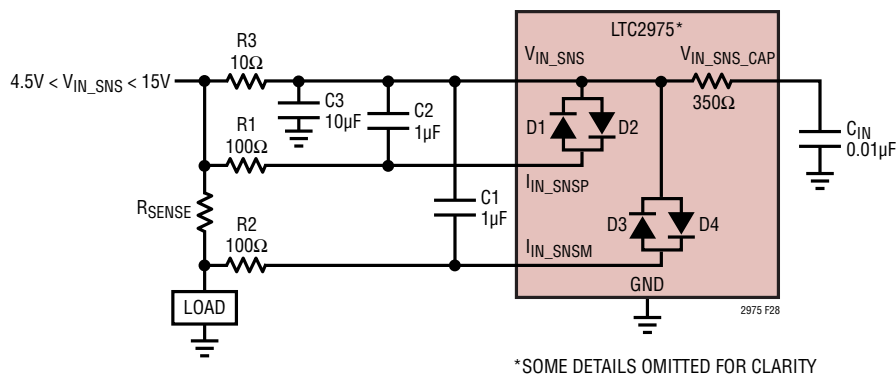 LTC2975*
R3
10Ω
V_IN_SNS
V_IN_SNS_CAP
4.5V < V_IN_SNS < 15V
350Ω
C3
10µF
C2
1µF
D1
D2
C_IN
0.01µF
R1
100Ω
I_IN_SNSP
R_SENSE
C1
1µF
D3
D4
R2
100Ω
I_IN_SNSM
LOAD
GND
2975 F28
*SOME DETAILS OMITTED FOR CLARITY